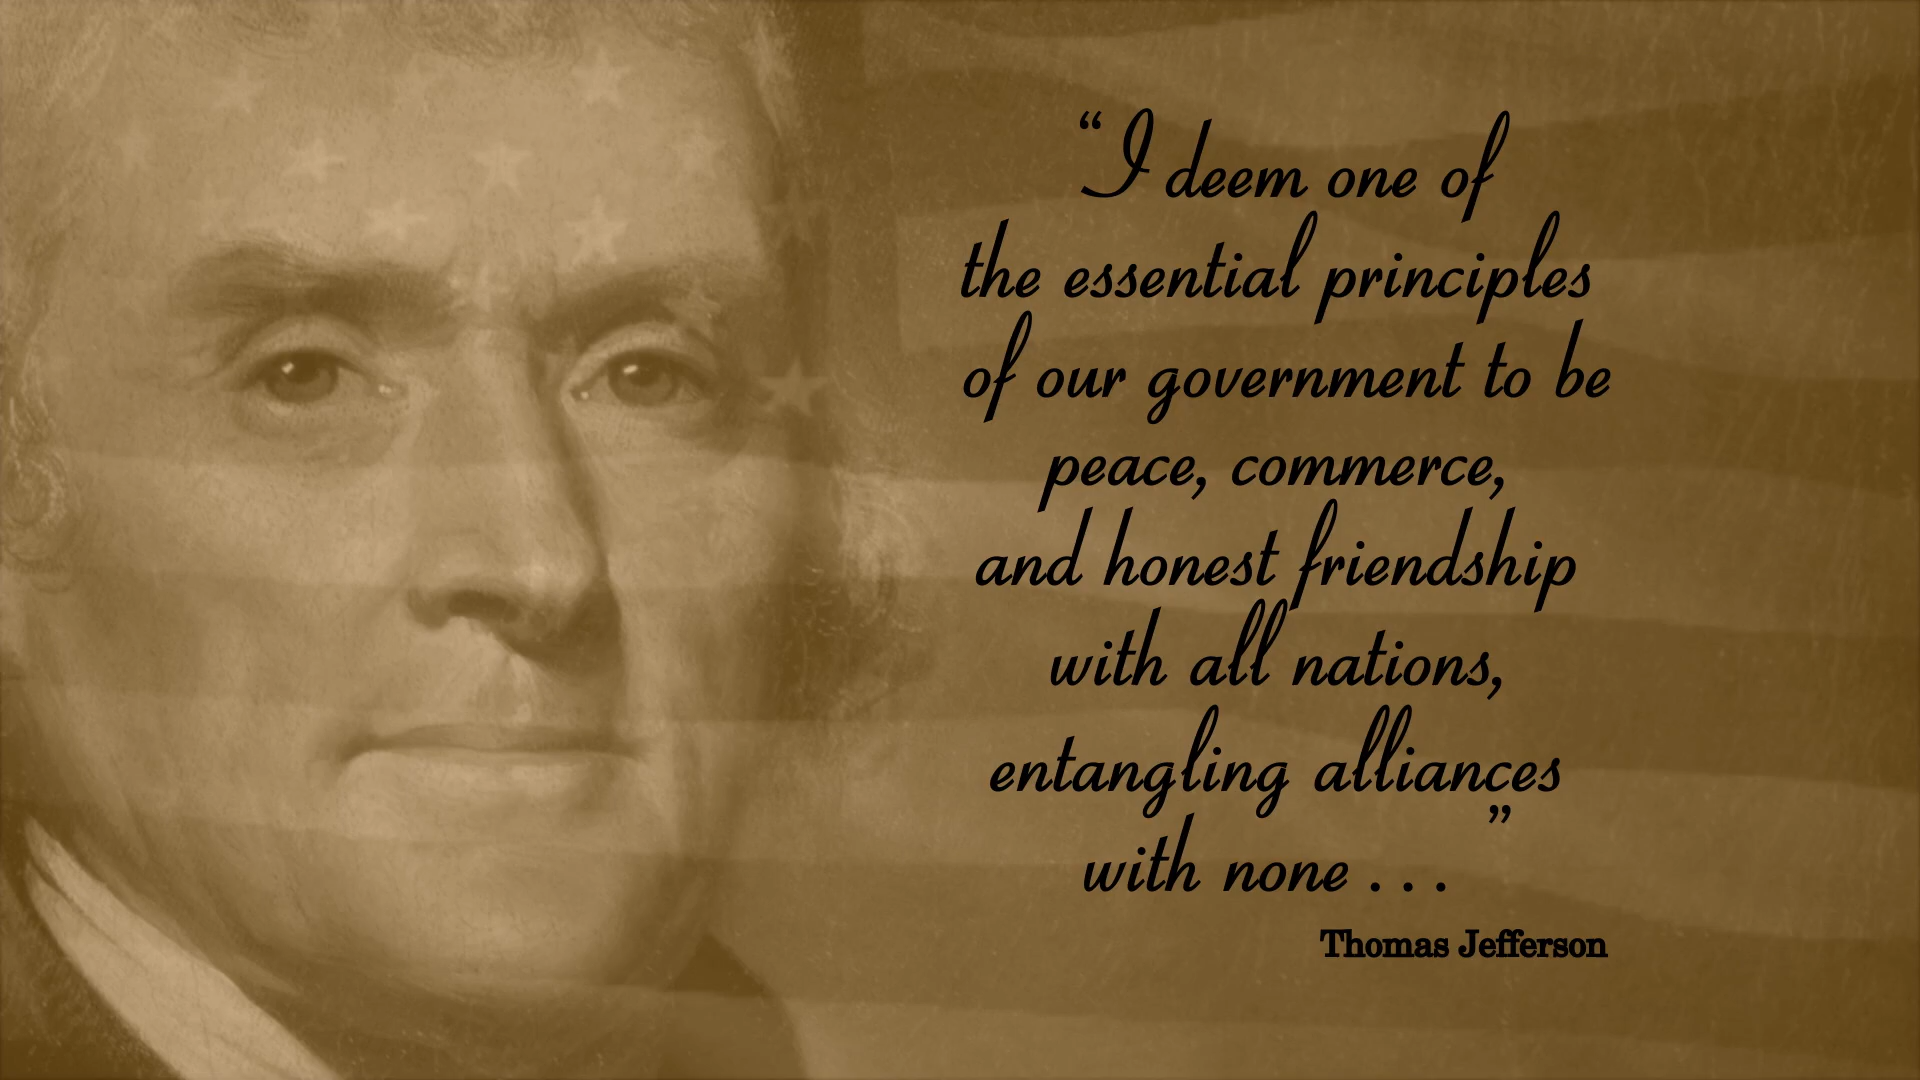 “I deem one of
the essential principles
of our government to be
peace, commerce,
and honest friendship
with all nations,
entangling alliances
with none . . . ”
Thomas Jefferson